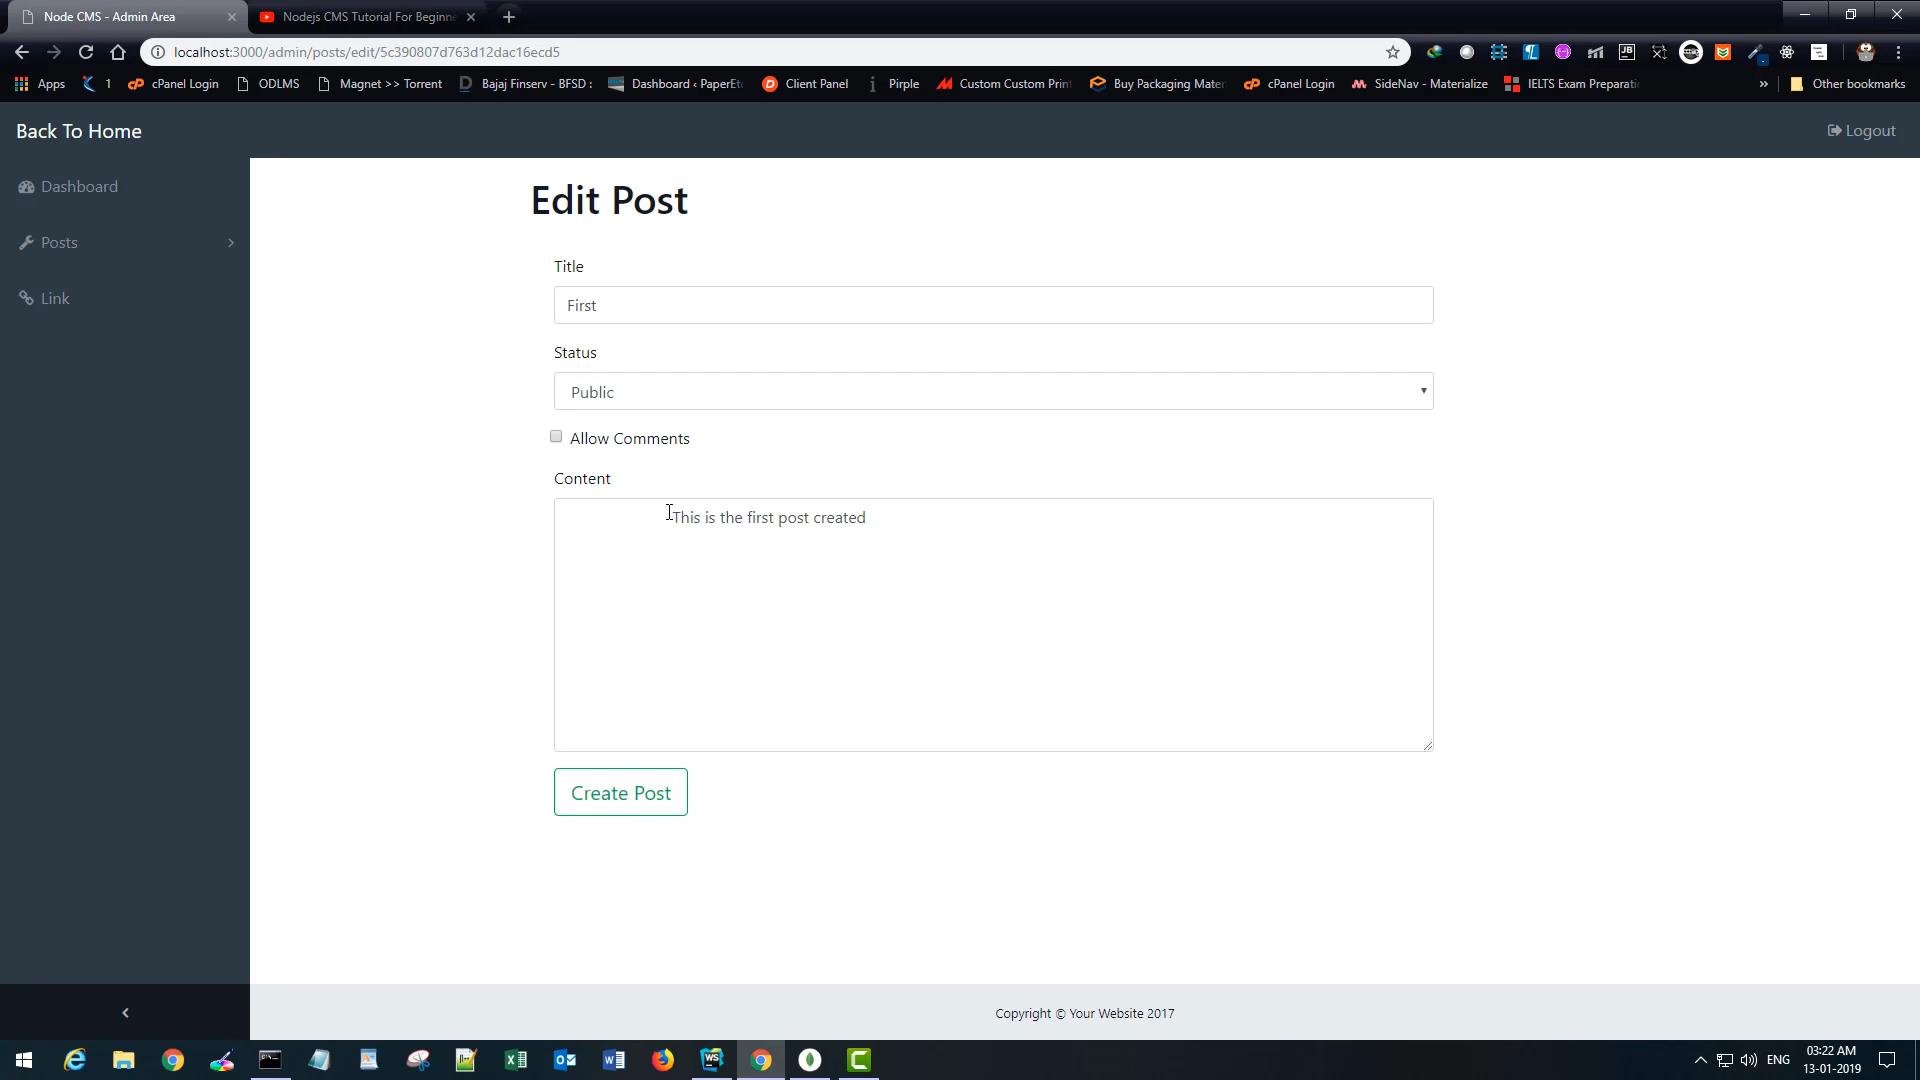 Node CMS - Admin Area
Nodejs CMS Tutorial For Beginne
localhost:3000/admin/posts/edit/5c390807d763d12dac16ecd5
Apps
1
cPanel Login
ODLMS
Magnet >> Torrent
Bajaj Finserv - BFSD :
Dashboard ‹ PaperEtc
Client Panel
Pirple
Custom Custom Print
Buy Packaging Mater
cPanel Login
SideNav - Materialize
IELTS Exam Preparati
»
Other bookmarks
Back To Home
Logout
Dashboard
Posts
Link
Edit Post
Title
First
Status
Public
Allow Comments
Content
This is the first post created
Create Post
Copyright © Your Website 2017
ENG
03:22 AM
13-01-2019